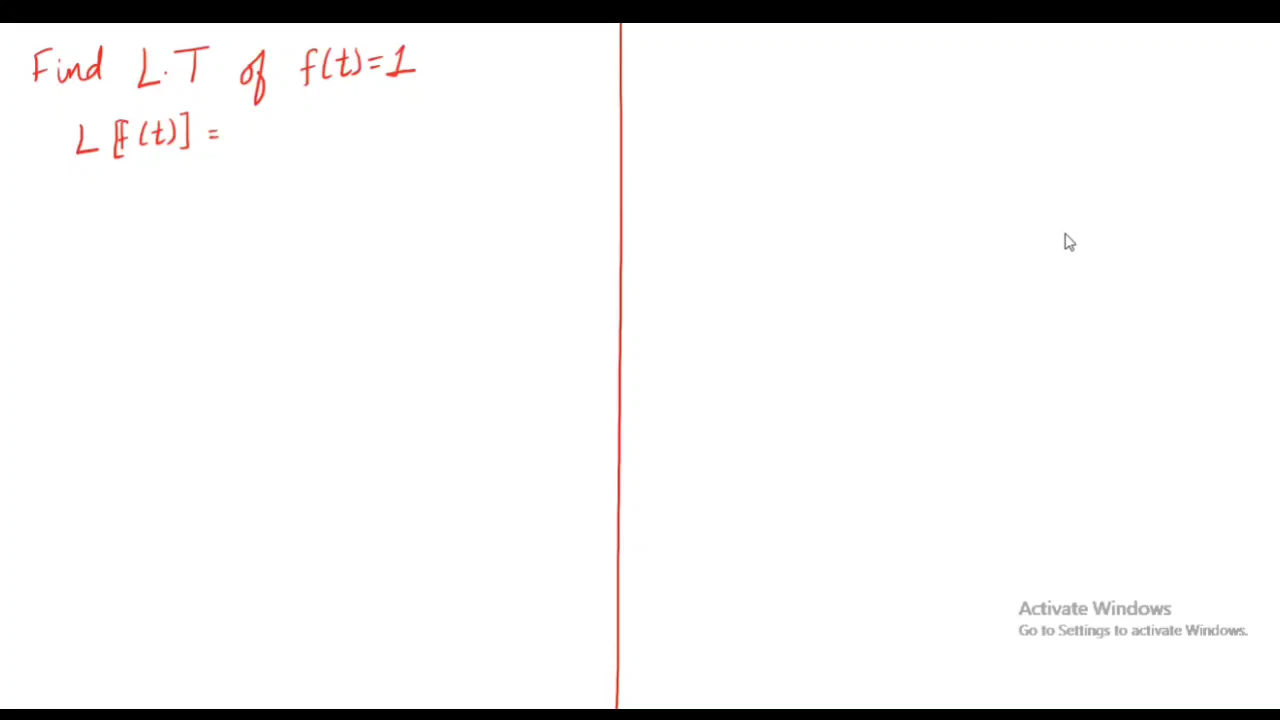 Find L.T of f(t)=1
L [f(t)] =
Activate Windows
Go to Settings to activate Windows.